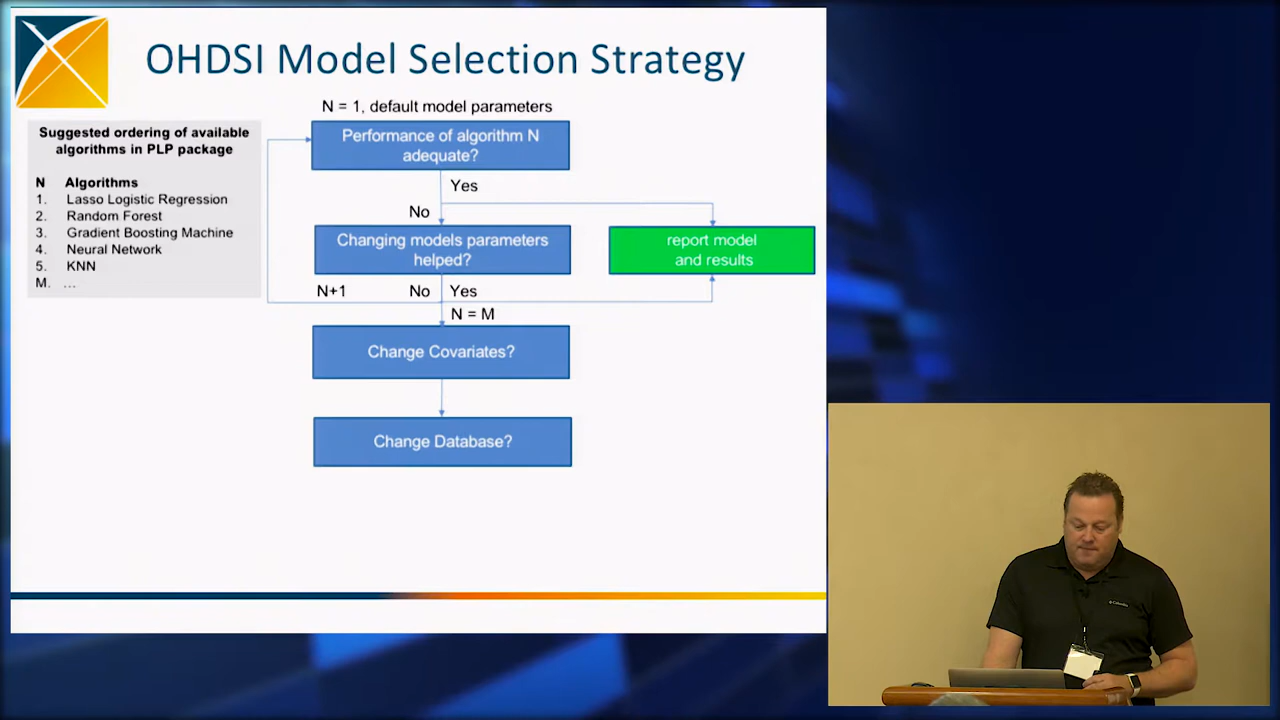 OHDSI Model Selection Strategy
N = 1, default model parameters
Suggested ordering of available
algorithms in PLP package
N Algorithms
1. Lasso Logistic Regression
2. Random Forest
3. Gradient Boosting Machine
4. Neural Network
5. KNN
M. ...
Performance of algorithm N
adequate?
Yes
No
Changing models parameters
helped?
report model
and results
N+1
No
Yes
N = M
Change Covariates?
Change Database?
Columbia